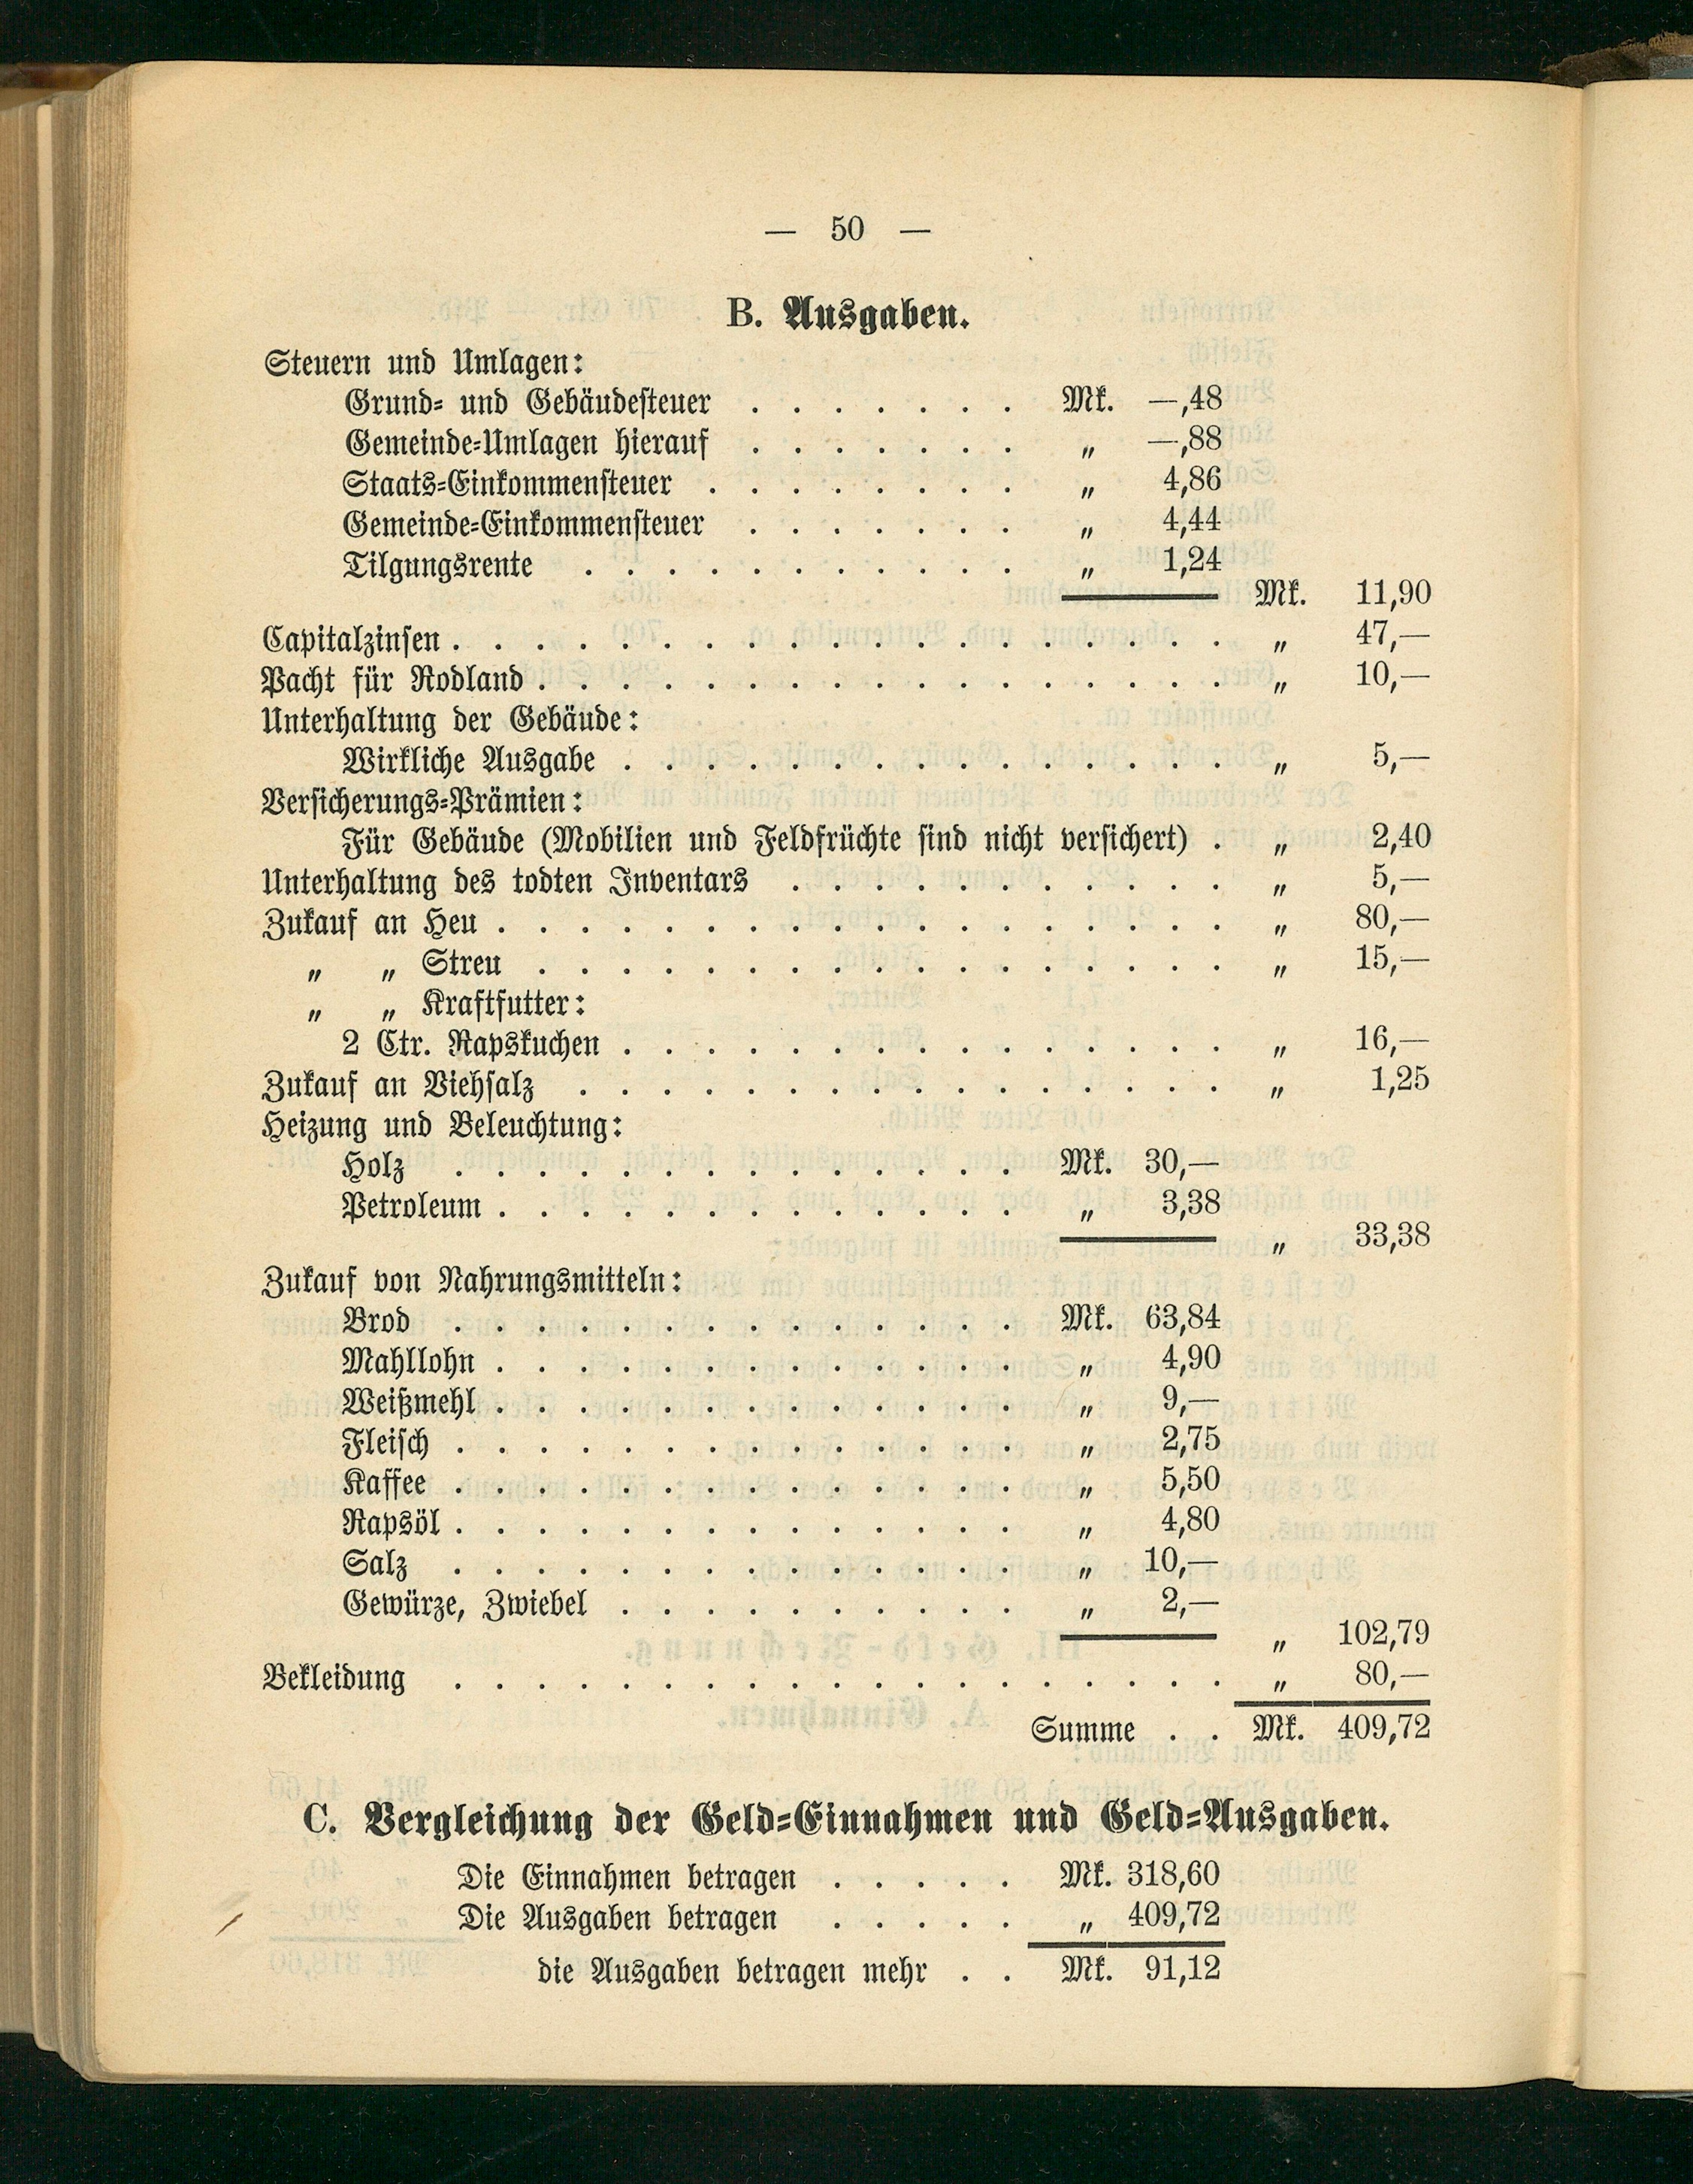 — 50 —
B. Ausgaben.
Steuern und Umlagen:
Grund- und Gebäudesteuer . . . . . . . Mk. —,48
Gemeinde-Umlagen hierauf . . . . . . . „ —,88
Staats-Einkommensteuer . . . . . . . . „ 4,86
Gemeinde-Einkommensteuer . . . . . . . „ 4,44
Tilgungsrente . . . . . . . . . . . „ 1,24
Mk. 11,90
Capitalzinsen . . . . . . . . . . . . . . . . . . . „ 47,—
Pacht für Rodland . . . . . . . . . . . . . . . . . „ 10,—
Unterhaltung der Gebäude:
Wirkliche Ausgabe . . . . . . . . . . . . . . . „ 5,—
Versicherungs-Prämien:
Für Gebäude (Mobilien und Feldfrüchte sind nicht versichert) . „ 2,40
Unterhaltung des todten Inventars . . . . . . . . . . . „ 5,—
Zukauf an Heu . . . . . . . . . . . . . . . . . . „ 80,—
„ „ Streu . . . . . . . . . . . . . . . . . „ 15,—
„ „ Kraftfutter:
2 Ctr. Rapskuchen . . . . . . . . . . . . . . . „ 16,—
Zukauf an Viehsalz . . . . . . . . . . . . . . . . „ 1,25
Heizung und Beleuchtung:
Holz . . . . . . . . . . . . . . Mk. 30,—
Petroleum . . . . . . . . . . . . . „ 3,38
„ 33,38
Zukauf von Nahrungsmitteln:
Brod . . . . . . . . . . . . . . Mk. 63,84
Mahllohn . . . . . . . . . . . . . „ 4,90
Weißmehl . . . . . . . . . . . . . „ 9,—
Fleisch . . . . . . . . . . . . . . „ 2,75
Kaffee . . . . . . . . . . . . . . „ 5,50
Rapsöl . . . . . . . . . . . . . . „ 4,80
Salz . . . . . . . . . . . . . . „ 10,—
Gewürze, Zwiebel . . . . . . . . . . „ 2,—
„ 102,79
Bekleidung . . . . . . . . . . . . . . . . . . . „ 80,—
Summe . . Mk. 409,72
C. Vergleichung der Geld-Einnahmen und Geld-Ausgaben.
Die Einnahmen betragen . . . . . Mk. 318,60
Die Ausgaben betragen . . . . . „ 409,72
die Ausgaben betragen mehr . . Mk. 91,12